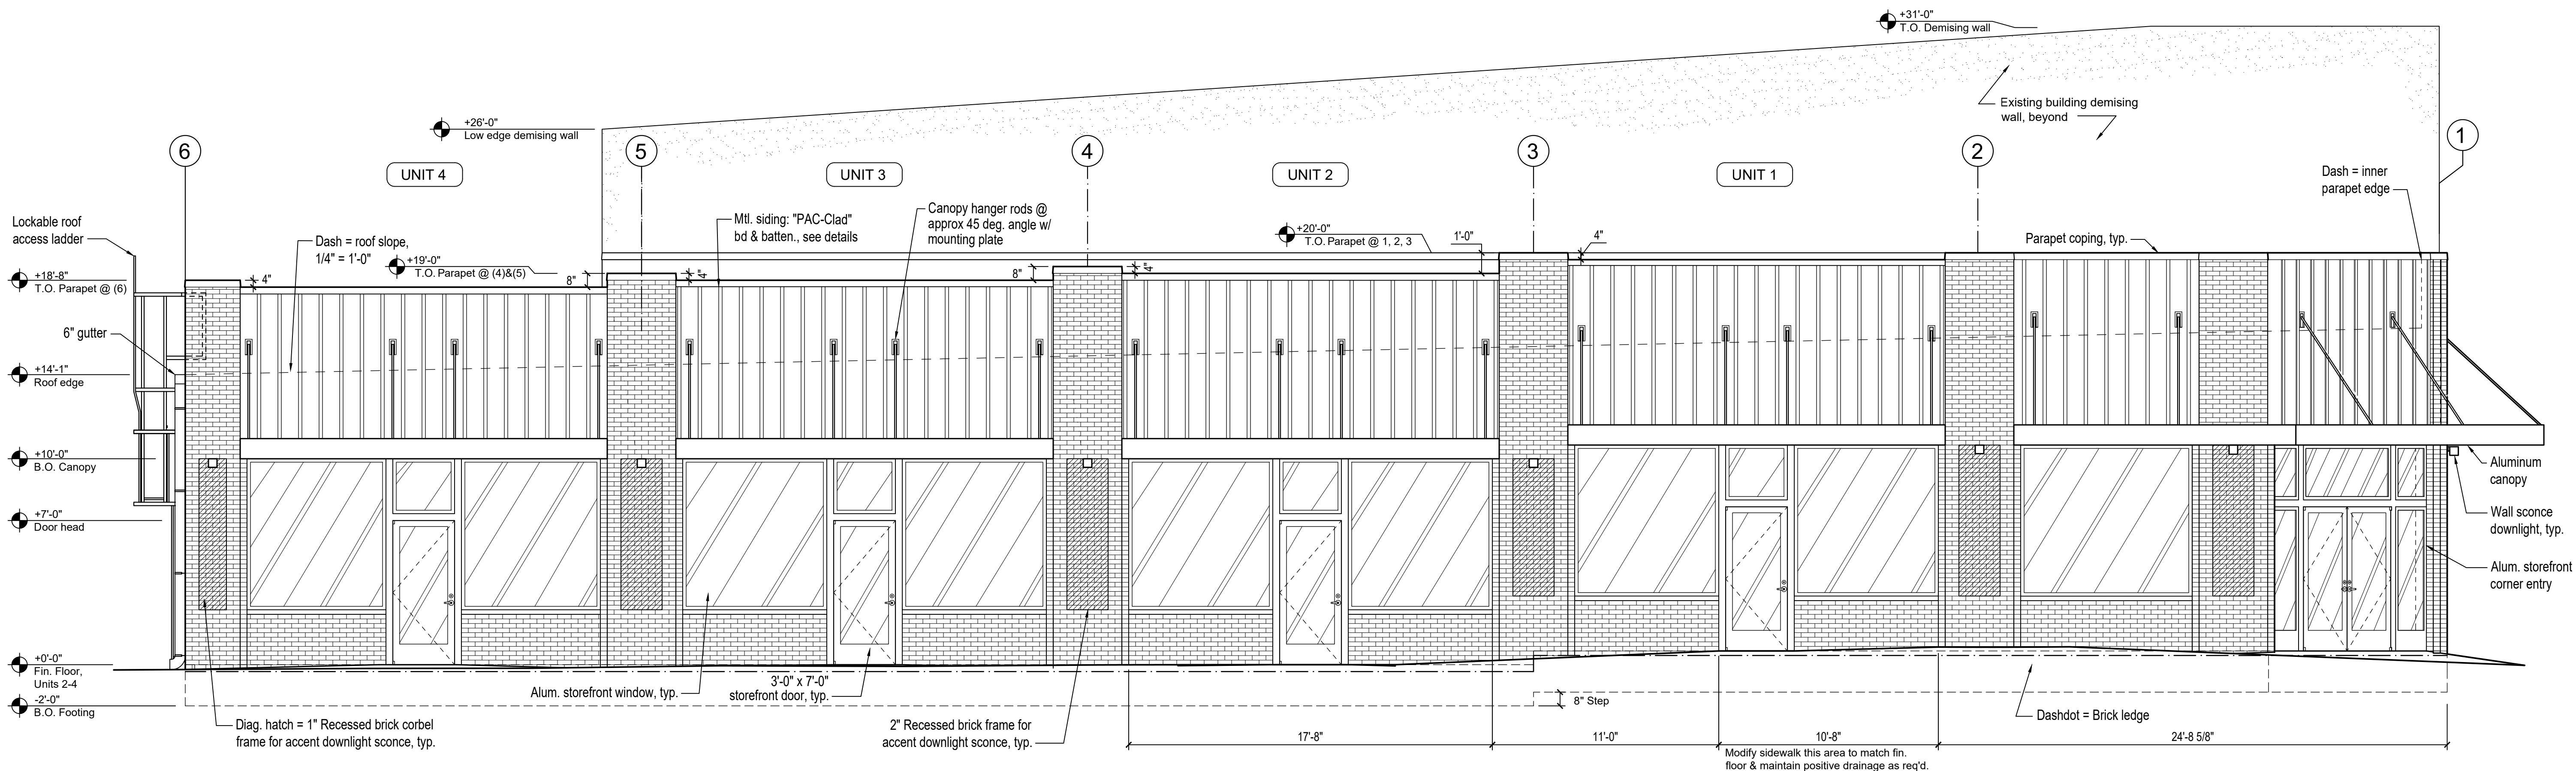 +31'-0"
T.O. Demising wall
Existing building demising
wall, beyond
+26'-0"
Low edge demising wall
6
5
4
3
2
1
UNIT 4
UNIT 3
UNIT 2
UNIT 1
Dash = inner
parapet edge
Lockable roof
access ladder
Dash = roof slope,
1/4" = 1'-0"
Mtl. siding: "PAC-Clad"
bd & batten., see details
Canopy hanger rods @
approx 45 deg. angle w/
mounting plate
+20'-0"
T.O. Parapet @ 1, 2, 3
1'-0"
4"
Parapet coping, typ.
+19'-0"
T.O. Parapet @ (4)&(5)
+18'-8"
T.O. Parapet @ (6)
4"
8"
4"
8"
4"
6" gutter
+14'-1"
Roof edge
+10'-0"
B.O. Canopy
Aluminum
canopy
+7'-0"
Door head
Wall sconce
downlight, typ.
Alum. storefront
corner entry
+0'-0"
Fin. Floor,
Units 2-4
-2'-0"
B.O. Footing
Alum. storefront window, typ.
3'-0" x 7'-0"
storefront door, typ.
8" Step
Dashdot = Brick ledge
Diag. hatch = 1" Recessed brick corbel
frame for accent downlight sconce, typ.
2" Recessed brick frame for
accent downlight sconce, typ.
17'-8"
11'-0"
10'-8"
24'-8 5/8"
Modify sidewalk this area to match fin.
floor & maintain positive drainage as req'd.